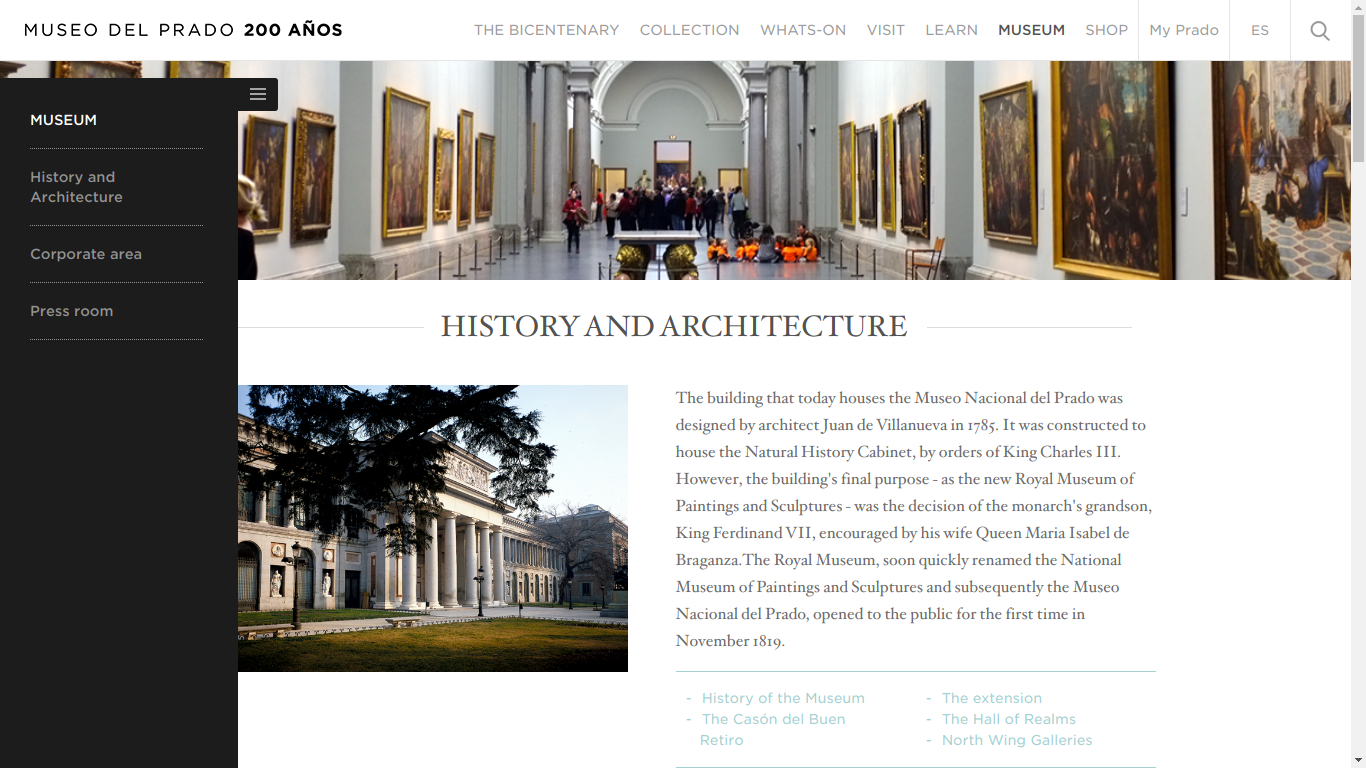 MUSEO DEL PRADO 200 AÑOS
THE BICENTENARY COLLECTION WHATS-ON VISIT LEARN MUSEUM SHOP My Prado ES
MUSEUM
History and
Architecture
Corporate area
Press room
HISTORY AND ARCHITECTURE
The building that today houses the Museo Nacional del Prado was
designed by architect Juan de Villanueva in 1785. It was constructed to
house the Natural History Cabinet, by orders of King Charles III.
However, the building's final purpose - as the new Royal Museum of
Paintings and Sculptures - was the decision of the monarch's grandson,
King Ferdinand VII, encouraged by his wife Queen Maria Isabel de
Braganza.The Royal Museum, soon quickly renamed the National
Museum of Paintings and Sculptures and subsequently the Museo
Nacional del Prado, opened to the public for the first time in
November 1819.
- History of the Museum
- The Casón del Buen
Retiro
- The extension
- The Hall of Realms
- North Wing Galleries